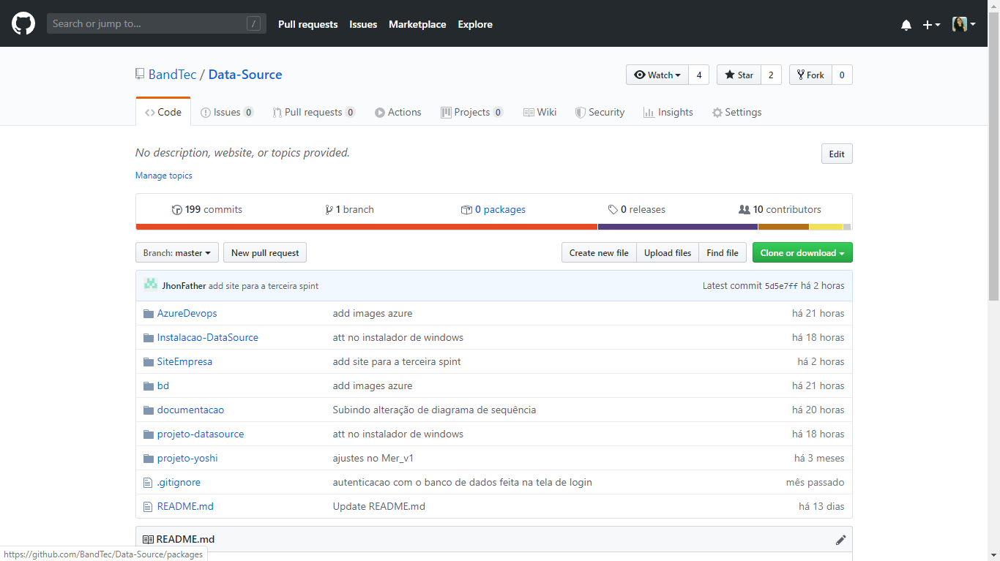 Search or jump to... / Pull requests Issues Marketplace Explore
BandTec / Data-Source Watch 4 Star 2 Fork 0
Code Issues 0 Pull requests 0 Actions Projects 0 Wiki Security Insights Settings
No description, website, or topics provided. Edit
Manage topics
199 commits 1 branch 0 packages 0 releases 10 contributors
Branch: master New pull request Create new file Upload files Find file Clone or download
JhonFather add site para a terceira spint Latest commit 5d5e7ff há 2 horas
AzureDevops add images azure há 21 horas
Instalacao-DataSource att no instalador de windows há 18 horas
SiteEmpresa add site para a terceira spint há 2 horas
bd add images azure há 21 horas
documentacao Subindo alteração de diagrama de sequência há 20 horas
projeto-datasource att no instalador de windows há 18 horas
projeto-yoshi ajustes no Mer_v1 há 3 meses
.gitignore autenticacao com o banco de dados feita na tela de login mês passado
README.md Update README.md há 13 dias
README.md
https://github.com/BandTec/Data-Source/packages